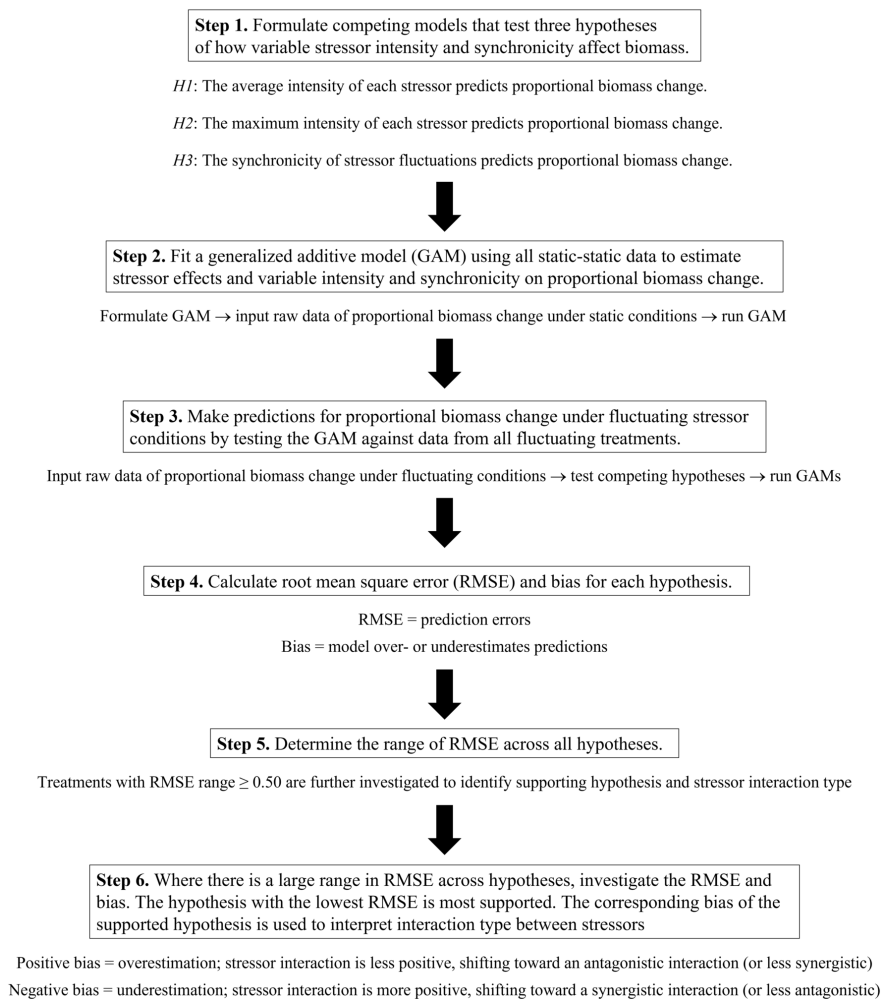 Step 1. Formulate competing models that test three hypotheses
of how variable stressor intensity and synchronicity affect biomass.
H1: The average intensity of each stressor predicts proportional biomass change.
H2: The maximum intensity of each stressor predicts proportional biomass change.
H3: The synchronicity of stressor fluctuations predicts proportional biomass change.
Step 2. Fit a generalized additive model (GAM) using all static-static data to estimate
stressor effects and variable intensity and synchronicity on proportional biomass change.
Formulate GAM → input raw data of proportional biomass change under static conditions → run GAM
Step 3. Make predictions for proportional biomass change under fluctuating stressor
conditions by testing the GAM against data from all fluctuating treatments.
Input raw data of proportional biomass change under fluctuating conditions → test competing hypotheses → run GAMs
Step 4. Calculate root mean square error (RMSE) and bias for each hypothesis.
RMSE = prediction errors
Bias = model over- or underestimates predictions
Step 5. Determine the range of RMSE across all hypotheses.
Treatments with RMSE range ≥ 0.50 are further investigated to identify supporting hypothesis and stressor interaction type
Step 6. Where there is a large range in RMSE across hypotheses, investigate the RMSE and
bias. The hypothesis with the lowest RMSE is most supported. The corresponding bias of the
supported hypothesis is used to interpret interaction type between stressors
Positive bias = overestimation; stressor interaction is less positive, shifting toward an antagonistic interaction (or less synergistic)
Negative bias = underestimation; stressor interaction is more positive, shifting toward a synergistic interaction (or less antagonistic)